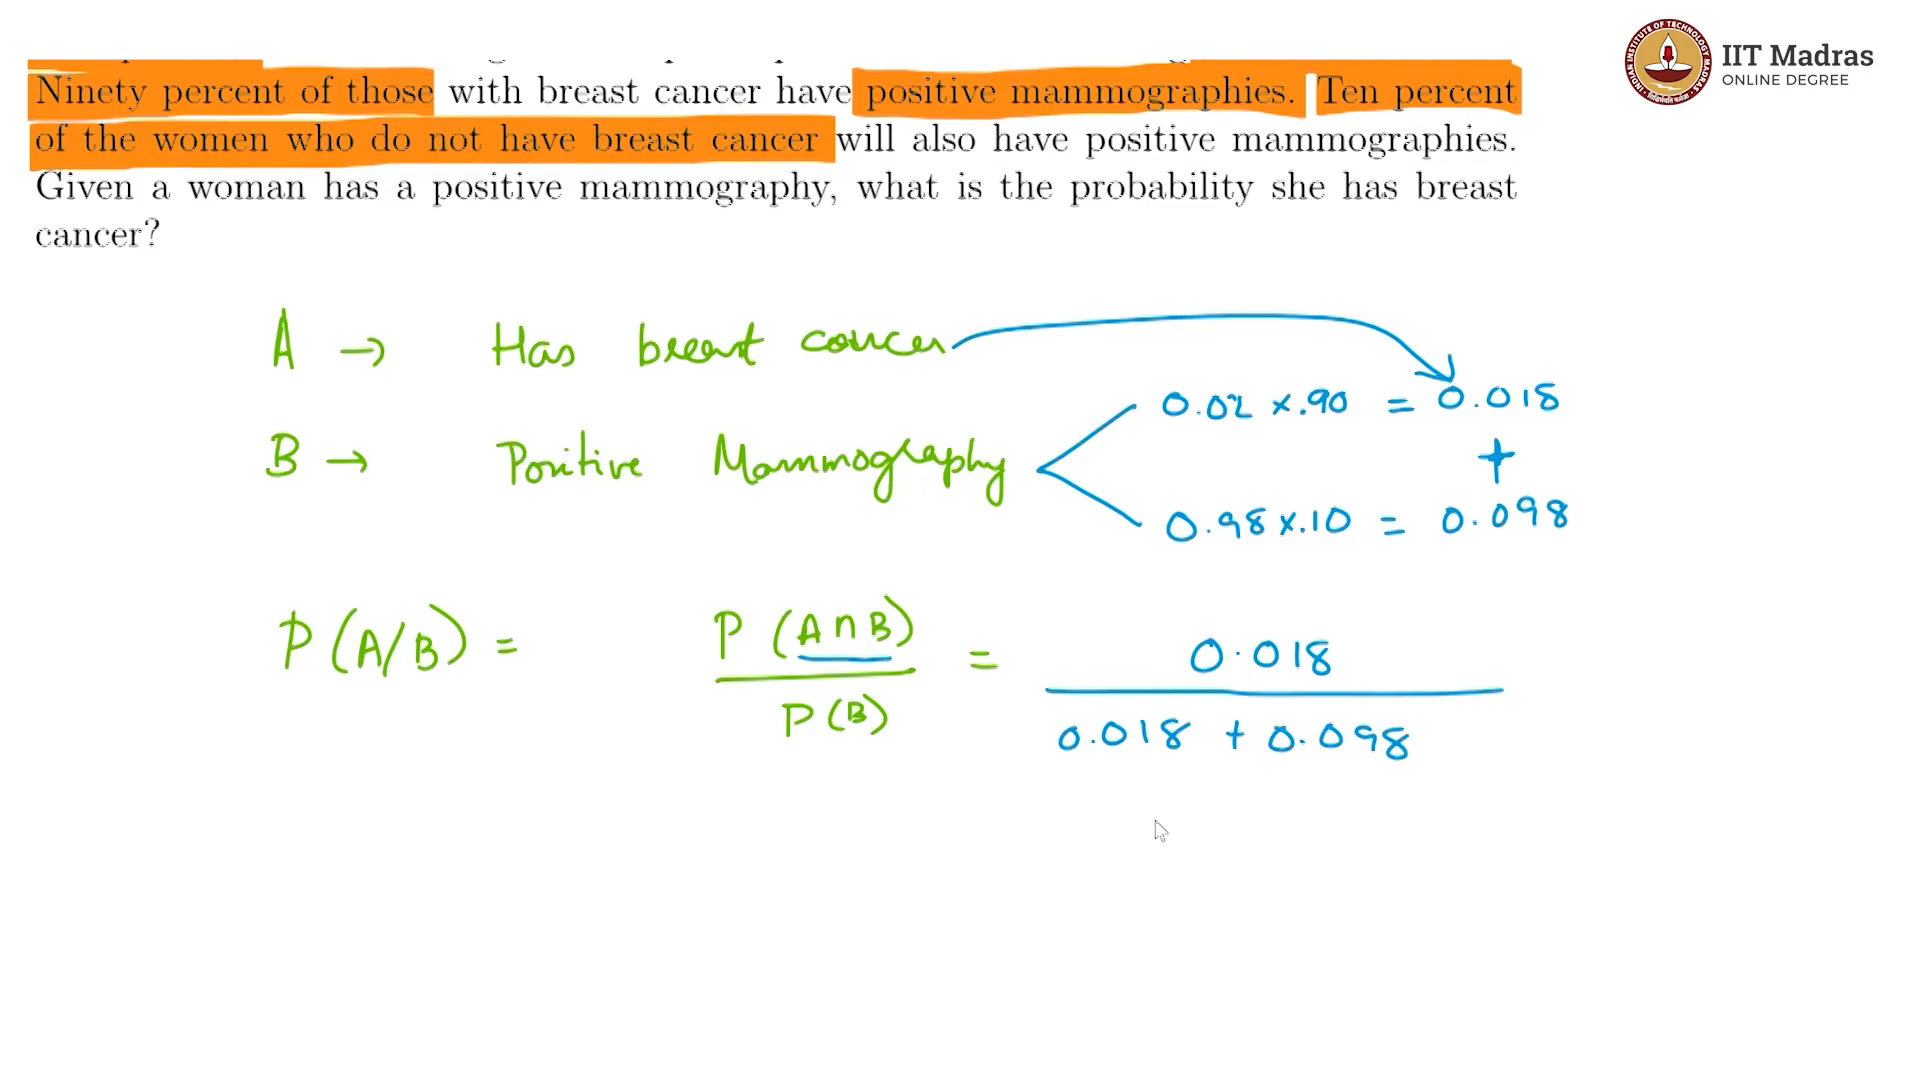 IIT Madras
ONLINE DEGREE
Ninety percent of those with breast cancer have positive mammographies. Ten percent
of the women who do not have breast cancer will also have positive mammographies.
Given a woman has a positive mammography, what is the probability she has breast
cancer?
A → Has breast cancer
0.02 x .90 = 0.018
+
B → Positive Mammography
0.98 x .10 = 0.098
P (A/B) = P (A∩B) / P (B) = 0.018 / 0.018 + 0.098